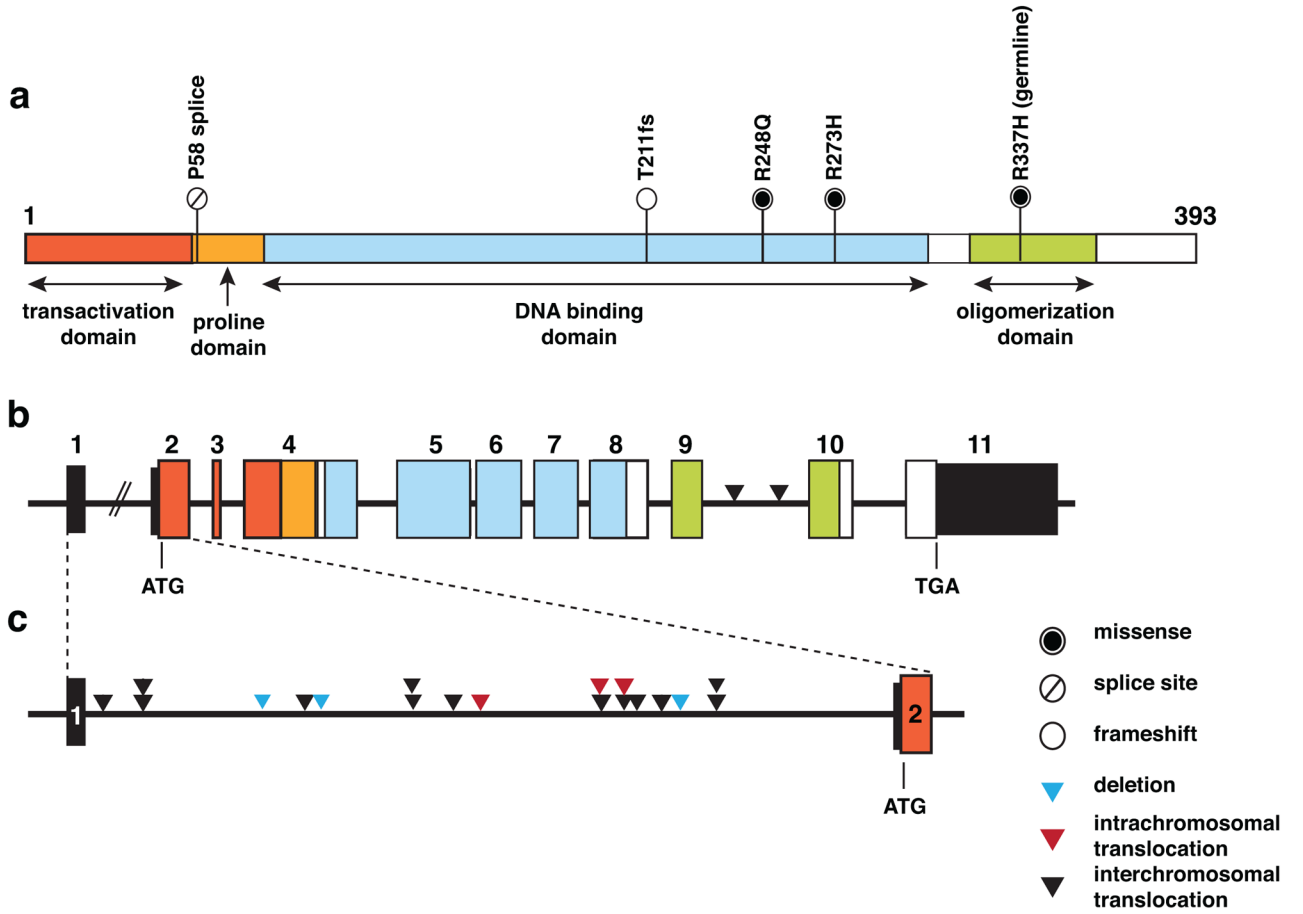 a
P58 splice
T211fs
R248Q
R273H
R337H (germline)
1
393
transactivation
domain
proline
domain
DNA binding
domain
oligomerization
domain
b
1
2
3
4
5
6
7
8
9
10
11
ATG
TGA
c
1
2
ATG
missense
splice site
frameshift
deletion
intrachromosomal
translocation
interchromosomal
translocation